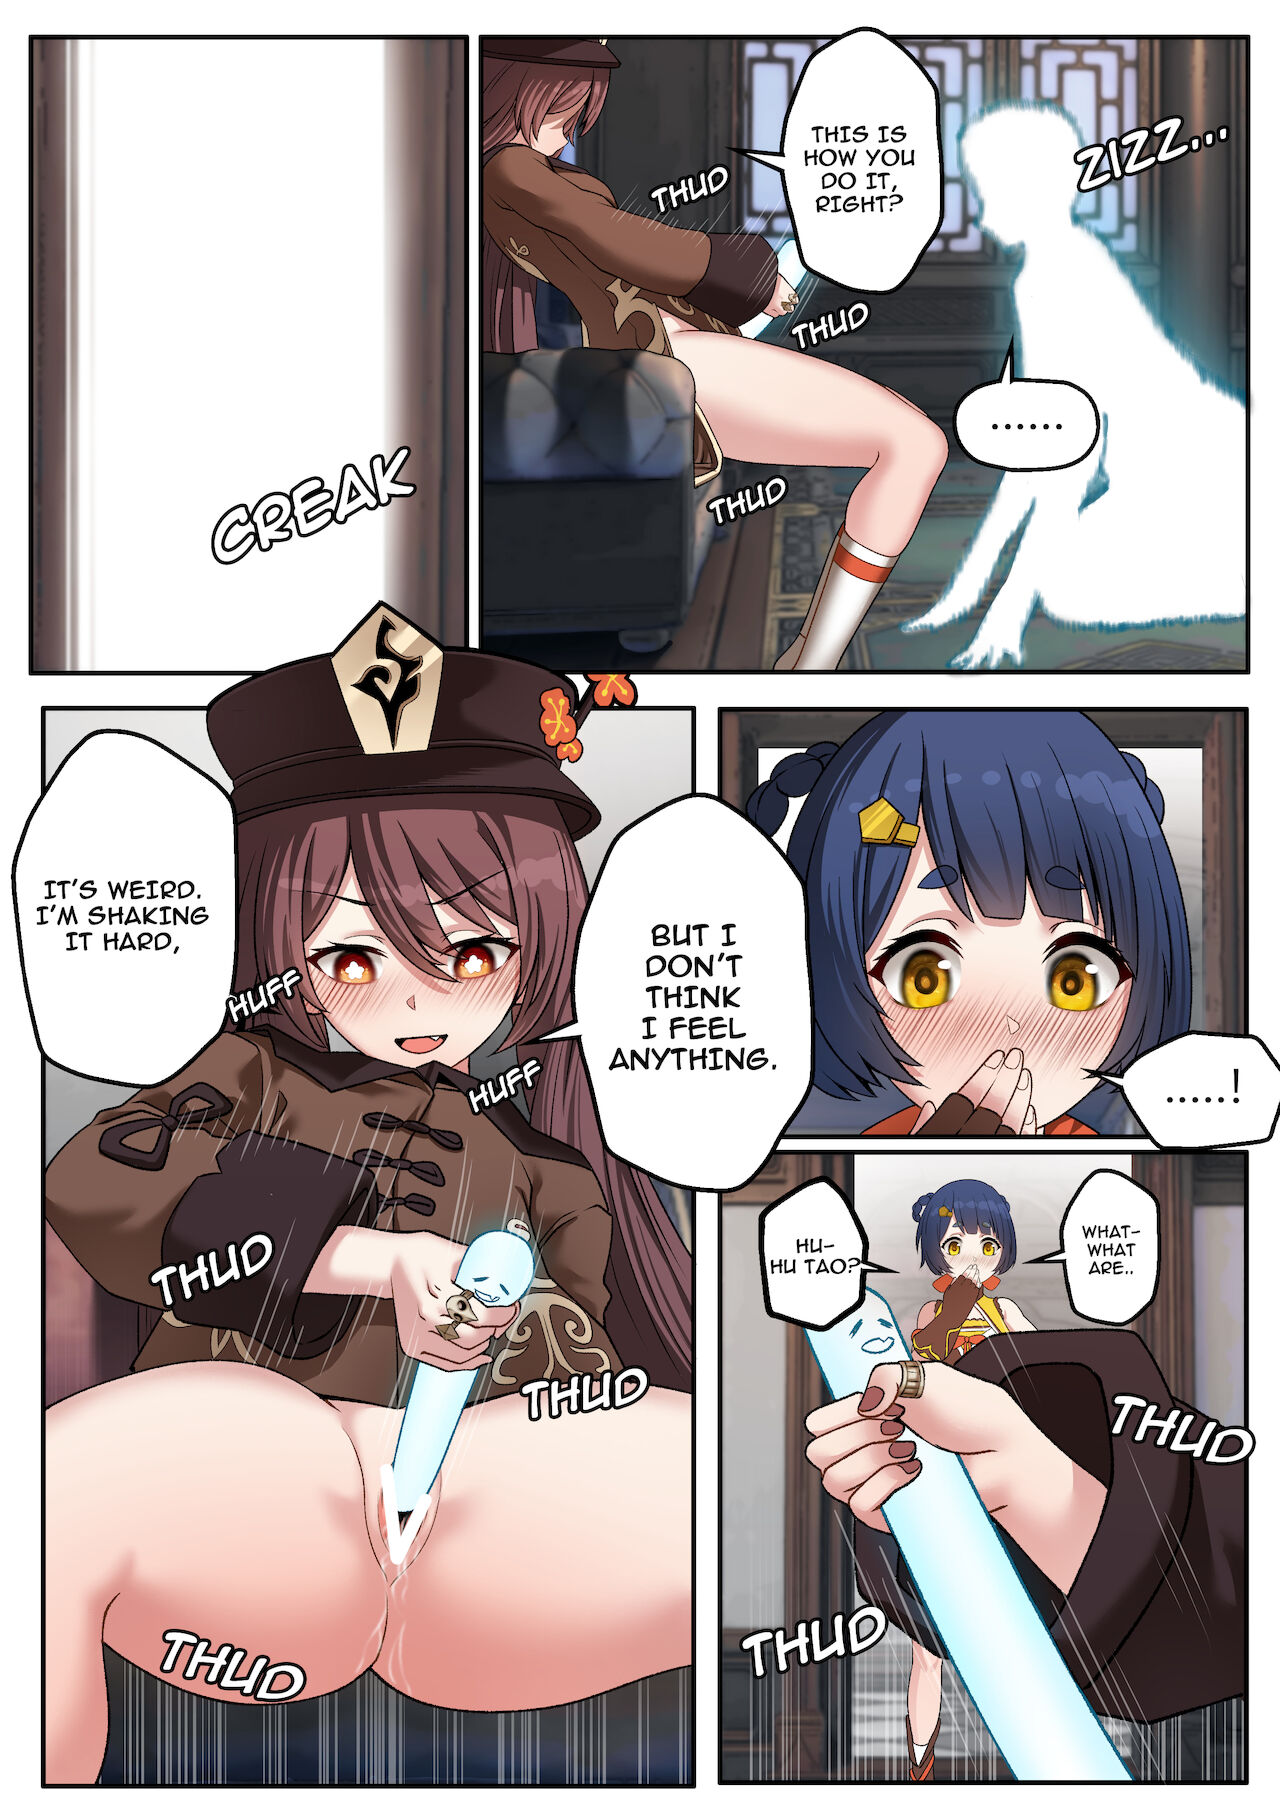 CREAK
THIS IS
HOW YOU
DO IT,
RIGHT?
ZIZZ...
THUD
THUD
......
THUD
IT'S WEIRD.
I'M SHAKING
IT HARD,
HUFF
HUFF
BUT I
DON'T
THINK
I FEEL
ANYTHING.
THUD
THUD
THUD
.....!
HU-
HU TAO?
WHAT-
WHAT
ARE..
THUD
THUD